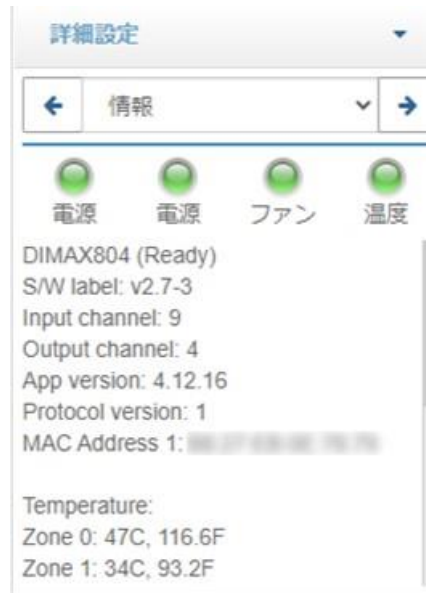 詳細設定
情報
電源 電源 ファン 温度
DIMAX804 (Ready)
S/W label: v2.7-3
Input channel: 9
Output channel: 4
App version: 4.12.16
Protocol version: 1
MAC Address 1:
Temperature:
Zone 0: 47C, 116.6F
Zone 1: 34C, 93.2F